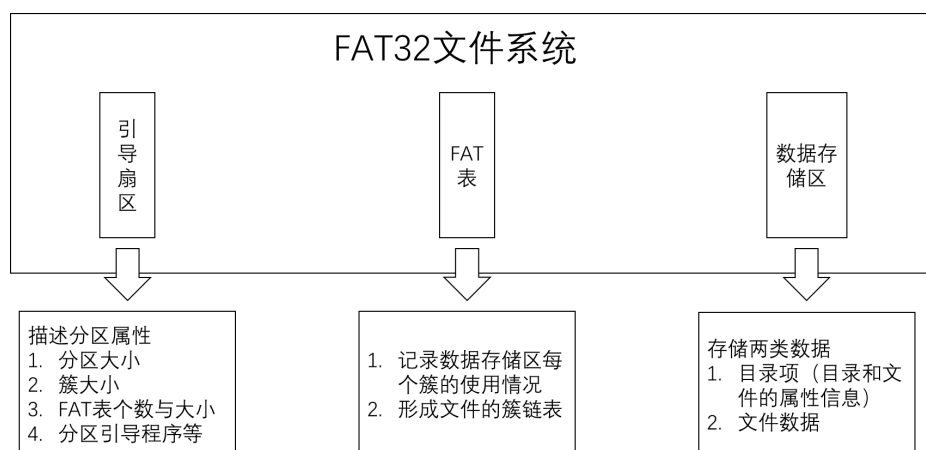 FAT32文件系统
引
导
扇
区
FAT
表
数据存
储区
描述分区属性
1. 分区大小
2. 簇大小
3. FAT表个数与大小
4. 分区引导程序等
1. 记录数据存储区每
个簇的使用情况
2. 形成文件的簇链表
存储两类数据
1. 目录项（目录和文
件的属性信息）
2. 文件数据